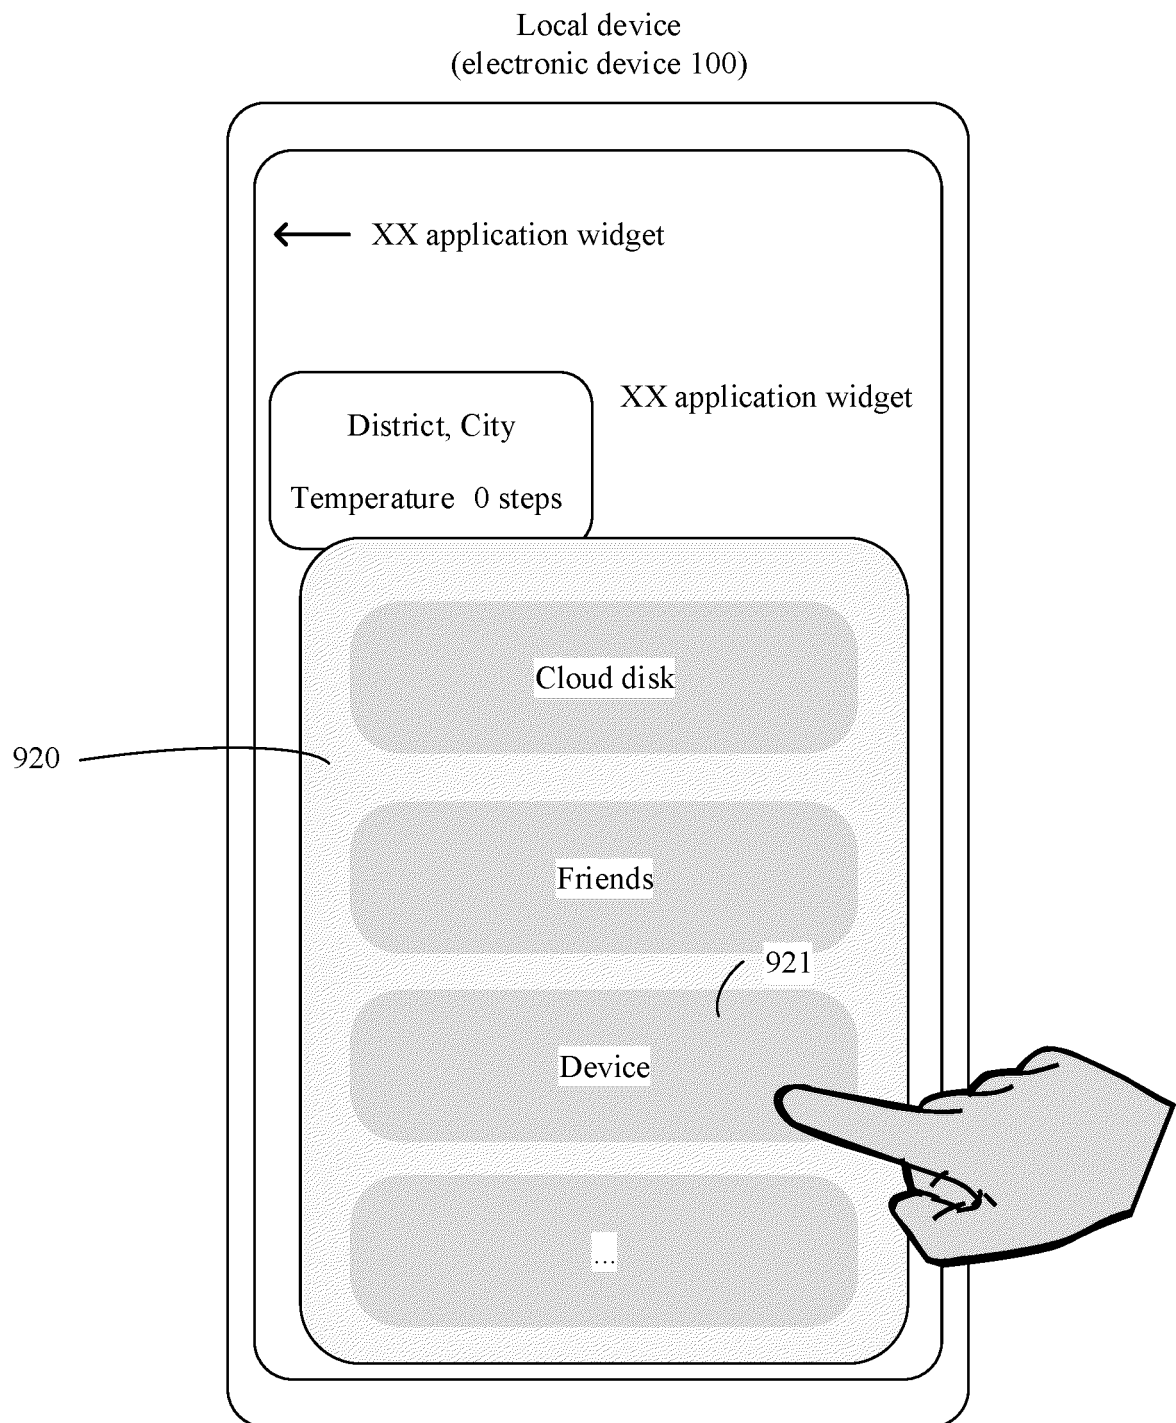 Local device
(electronic device 100)
XX application widget
XX application widget
District, City
Temperature 0 steps
Cloud disk
920
Friends
921
Device
...